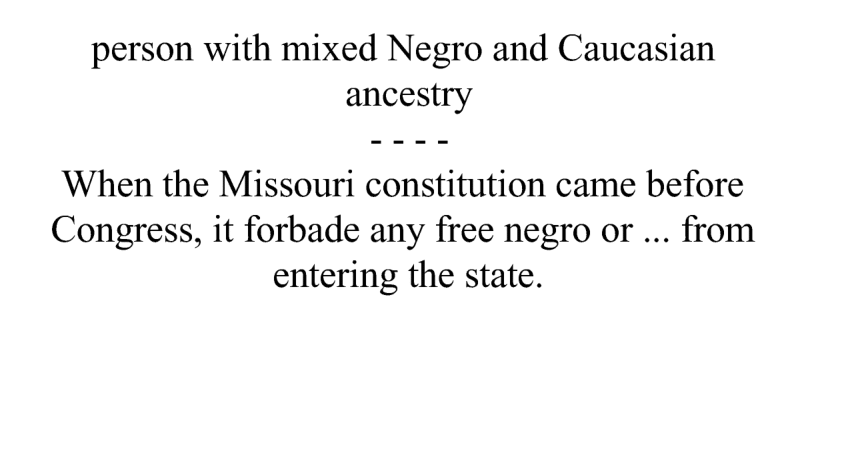 person with mixed Negro and Caucasian
ancestry
- - - -
When the Missouri constitution came before
Congress, it forbade any free negro or ... from
entering the state.